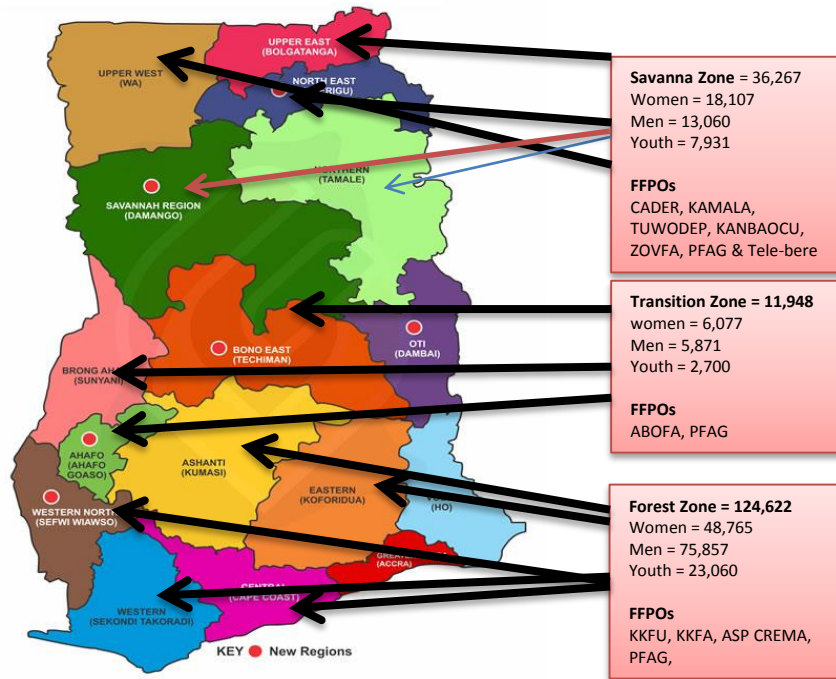 UPPER EAST
(BOLGATANGA)
UPPER WEST
(WA)
NORTH EAST
NORTHERN
(TAMALE)
SAVANNAH REGION
(DAMANGO)
OTI
(DAMBAI)
BONO EAST
(TECHIMAN)
BRONG
(SUNYANI)
AHAFO
(AHAFO
GOASO)
ASHANTI
(KUMASI)
EASTERN
(KOFORIDUA)
(HO)
WESTERN NORTH
(SEFWI WIAWSO)
(ACCRA)
(CAPE COAST)
WESTERN
(SEKONDI TAKORADI)
KEY New Regions
Savanna Zone = 36,267
Women = 18,107
Men = 13,060
Youth = 7,931
FFPOs
CADER, KAMALA,
TUWODEP, KANBAOCU,
ZOVFA, PFAG & Tele-bere
Transition Zone = 11,948
women = 6,077
Men = 5,871
Youth = 2,700
FFPOs
ABOFA, PFAG
Forest Zone = 124,622
Women = 48,765
Men = 75,857
Youth = 23,060
FFPOs
KKFU, KKFA, ASP CREMA,
PFAG,